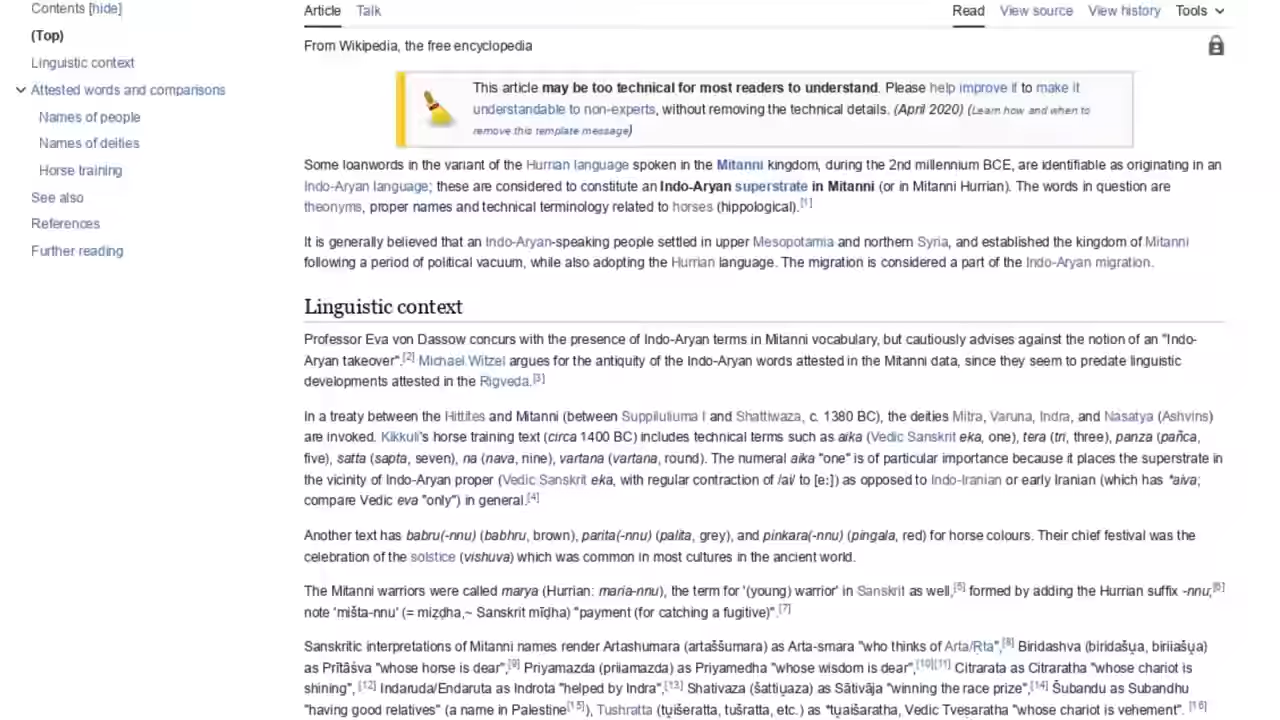 Contents [hide]
(Top)
Linguistic context
Attested words and comparisons
Names of people
Names of deities
Horse training
See also
References
Further reading
Article Talk
Read View source View history Tools
From Wikipedia, the free encyclopedia
This article may be too technical for most readers to understand. Please help improve it to make it
understandable to non-experts, without removing the technical details. (April 2020) (Learn how and when to
remove this template message)
Some loanwords in the variant of the Hurrian language spoken in the Mitanni kingdom, during the 2nd millennium BCE, are identifiable as originating in an
Indo-Aryan language; these are considered to constitute an Indo-Aryan superstrate in Mitanni (or in Mitanni Hurrian). The words in question are
theonyms, proper names and technical terminology related to horses (hippological).[1]
It is generally believed that an Indo-Aryan-speaking people settled in upper Mesopotamia and northern Syria, and established the kingdom of Mitanni
following a period of political vacuum, while also adopting the Hurrian language. The migration is considered a part of the Indo-Aryan migration.
Linguistic context
Professor Eva von Dassow concurs with the presence of Indo-Aryan terms in Mitanni vocabulary, but cautiously advises against the notion of an "Indo-
Aryan takeover".[2] Michael Witzel argues for the antiquity of the Indo-Aryan words attested in the Mitanni data, since they seem to predate linguistic
developments attested in the Rigveda.[3]
In a treaty between the Hittites and Mitanni (between Suppiluliuma I and Shattiwaza, c. 1380 BC), the deities Mitra, Varuna, Indra, and Nasatya (Ashvins)
are invoked. Kikkuli's horse training text (circa 1400 BC) includes technical terms such as aika (Vedic Sanskrit eka, one), tera (tri, three), panza (pañca,
five), satta (sapta, seven), na (nava, nine), vartana (vartana, round). The numeral aika "one" is of particular importance because it places the superstrate in
the vicinity of Indo-Aryan proper (Vedic Sanskrit eka, with regular contraction of /ai/ to [eː]) as opposed to Indo-Iranian or early Iranian (which has *aiva;
compare Vedic eva "only") in general.[4]
Another text has babru(-nnu) (babhru, brown), parita(-nnu) (palita, grey), and pinkara(-nnu) (pingala, red) for horse colours. Their chief festival was the
celebration of the solstice (vishuva) which was common in most cultures in the ancient world.
The Mitanni warriors were called marya (Hurrian: maria-nnu), the term for '(young) warrior' in Sanskrit as well,[5] formed by adding the Hurrian suffix -nnu;[6]
note 'mišta-nnu' (= miẓḍha,~ Sanskrit mīḍha) "payment (for catching a fugitive)".[7]
Sanskritic interpretations of Mitanni names render Artashumara (artaššumara) as Arta-smara "who thinks of Arta/Ṛta",[8] Biridashva (biridašṷa, biriiašṷa)
as Prītāśva "whose horse is dear",[9] Priyamazda (priiamazda) as Priyamedha "whose wisdom is dear",[10][11] Citrarata as Citraratha "whose chariot is
shining", [12] Indaruda/Endaruta as Indrota "helped by Indra",[13] Shativaza (šattiṷaza) as Sātivāja "winning the race prize",[14] Šubandu as Subandhu
"having good relatives" (a name in Palestine[15]), Tushratta (tṷišeratta, tušratta, etc.) as *tṷaišaratha, Vedic Tveṣaratha "whose chariot is vehement". [16]